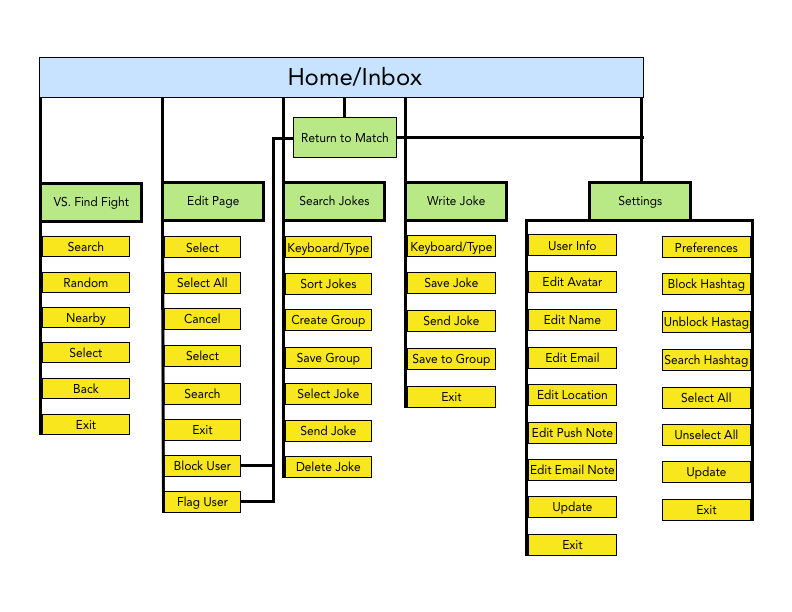 Home/Inbox
Return to Match
VS. Find Fight
Search
Random
Nearby
Select
Back
Exit
Edit Page
Select
Select All
Cancel
Select
Search
Exit
Block User
Flag User
Search Jokes
Keyboard/Type
Sort Jokes
Create Group
Save Group
Select Joke
Send Joke
Delete Joke
Write Joke
Keyboard/Type
Save Joke
Send Joke
Save to Group
Exit
Settings
User Info
Edit Avatar
Edit Name
Edit Email
Edit Location
Edit Push Note
Edit Email Note
Update
Exit
Preferences
Block Hashtag
Unblock Hastag
Search Hashtag
Select All
Unselect All
Update
Exit